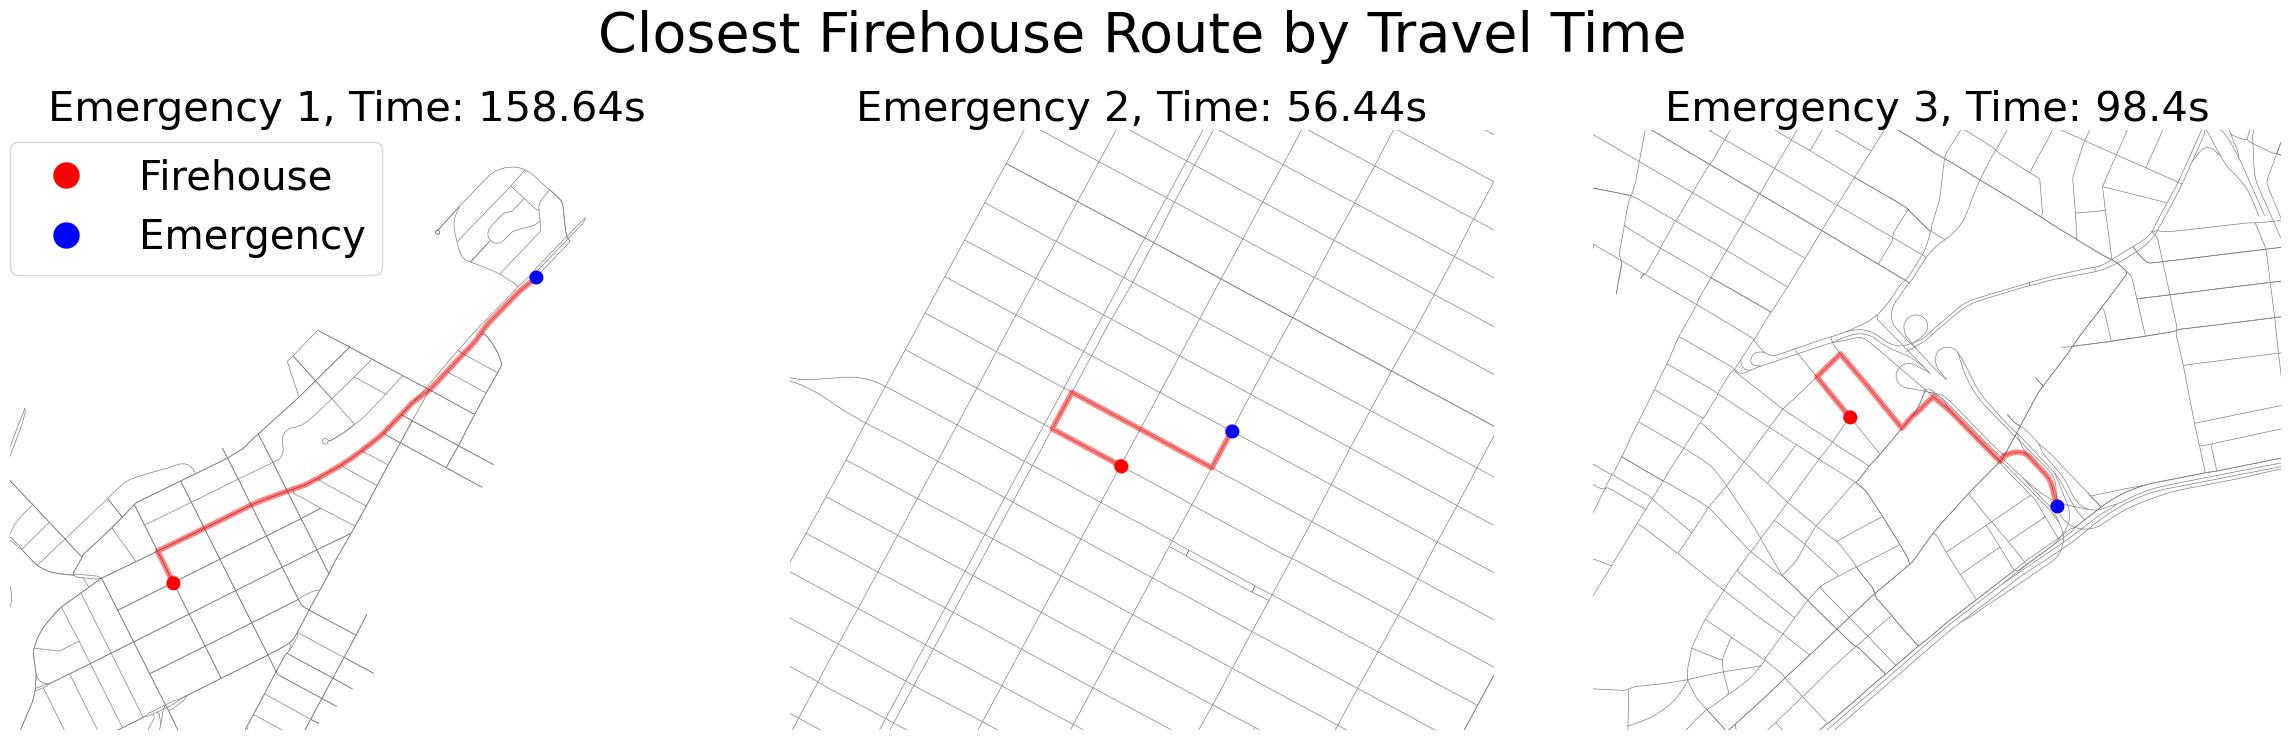 Closest Firehouse Route by Travel Time
Emergency 1, Time: 158.64s
Firehouse
Emergency
Emergency 2, Time: 56.44s
Emergency 3, Time: 98.4s